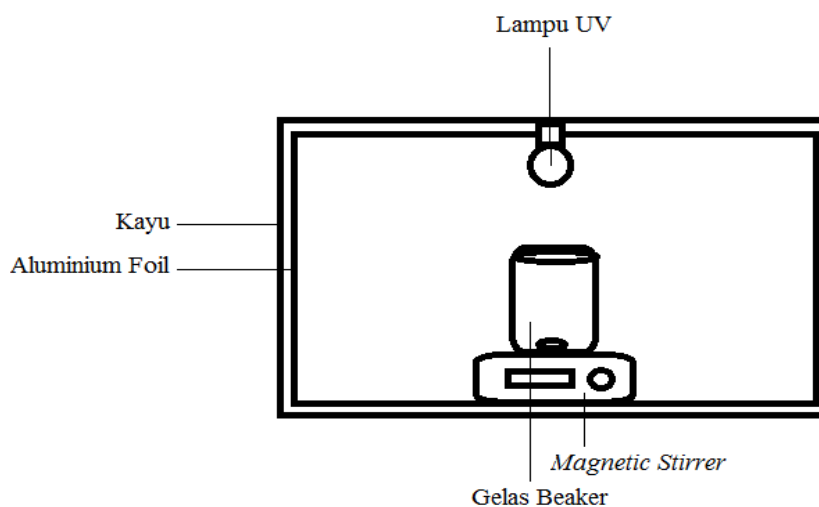 Lampu UV
Kayu
Aluminium Foil
Magnetic Stirrer
Gelas Beaker